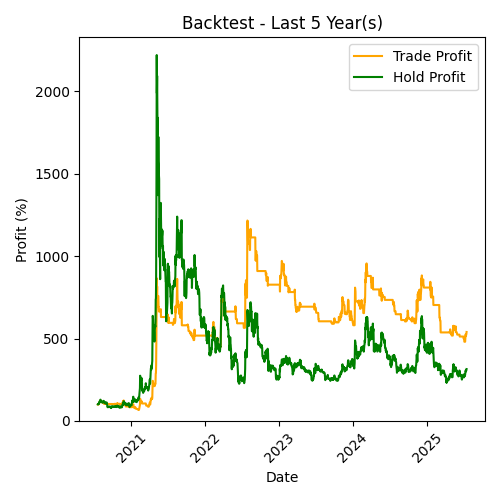 Backtest - Last 5 Year(s)
Trade Profit
Hold Profit
Profit (%)
2000
1500
1000
500
0
2021
2022
2023
2024
2025
Date